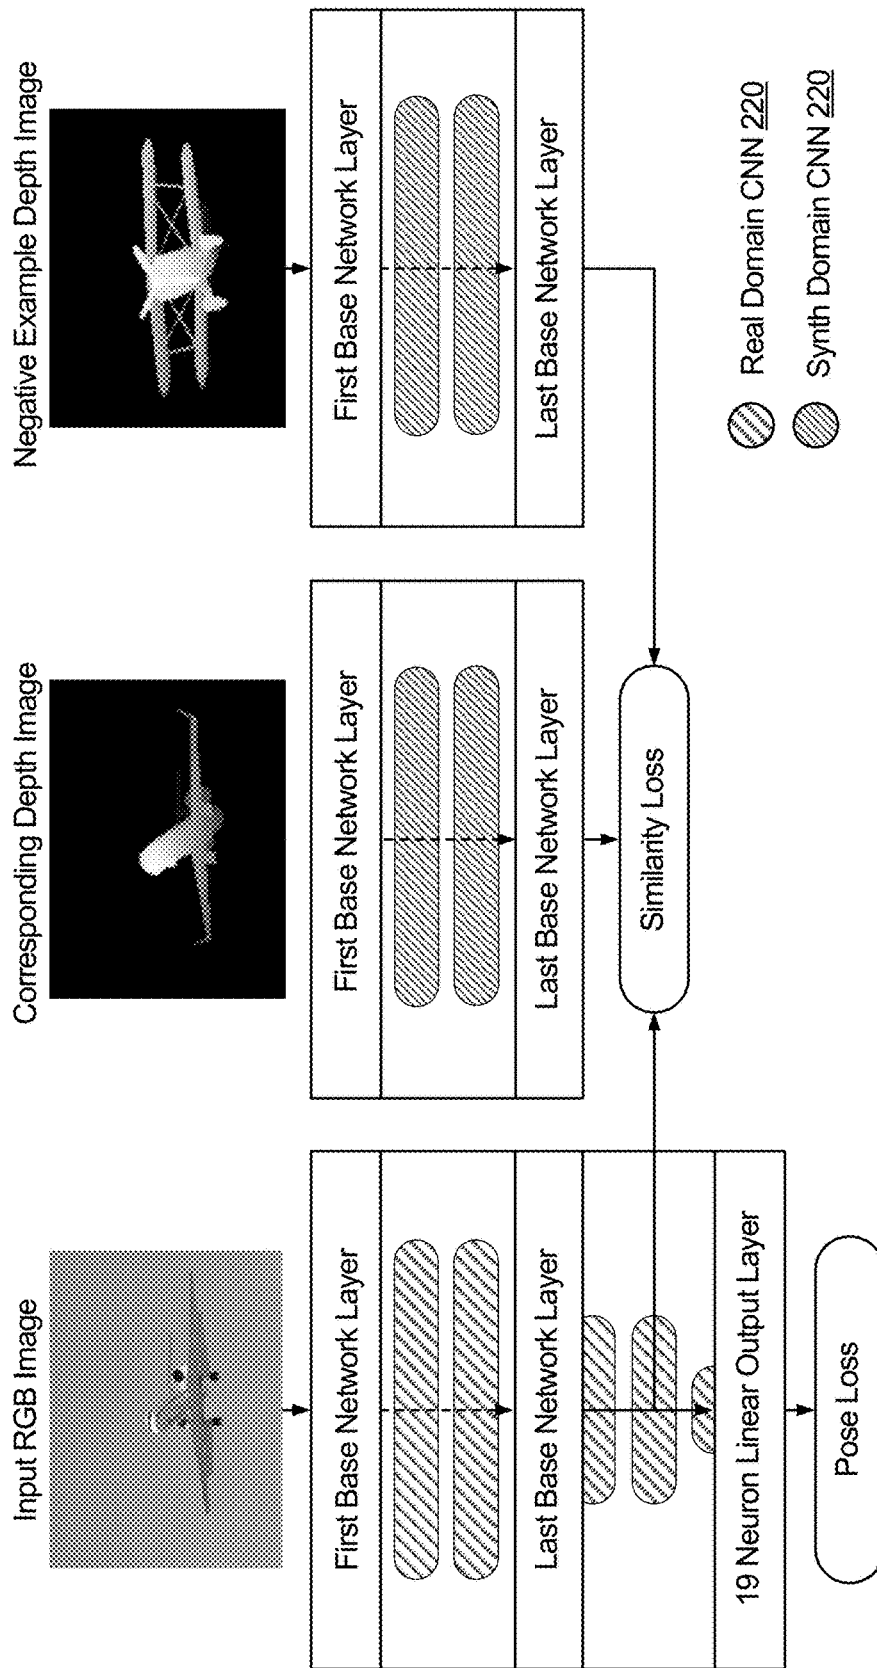 Input RGB Image
First Base Network Layer
Last Base Network Layer
19 Neuron Linear Output Layer
Pose Loss
Corresponding Depth Image
First Base Network Layer
Last Base Network Layer
Similarity Loss
Negative Example Depth Image
First Base Network Layer
Last Base Network Layer
Real Domain CNN 220
Synth Domain CNN 220